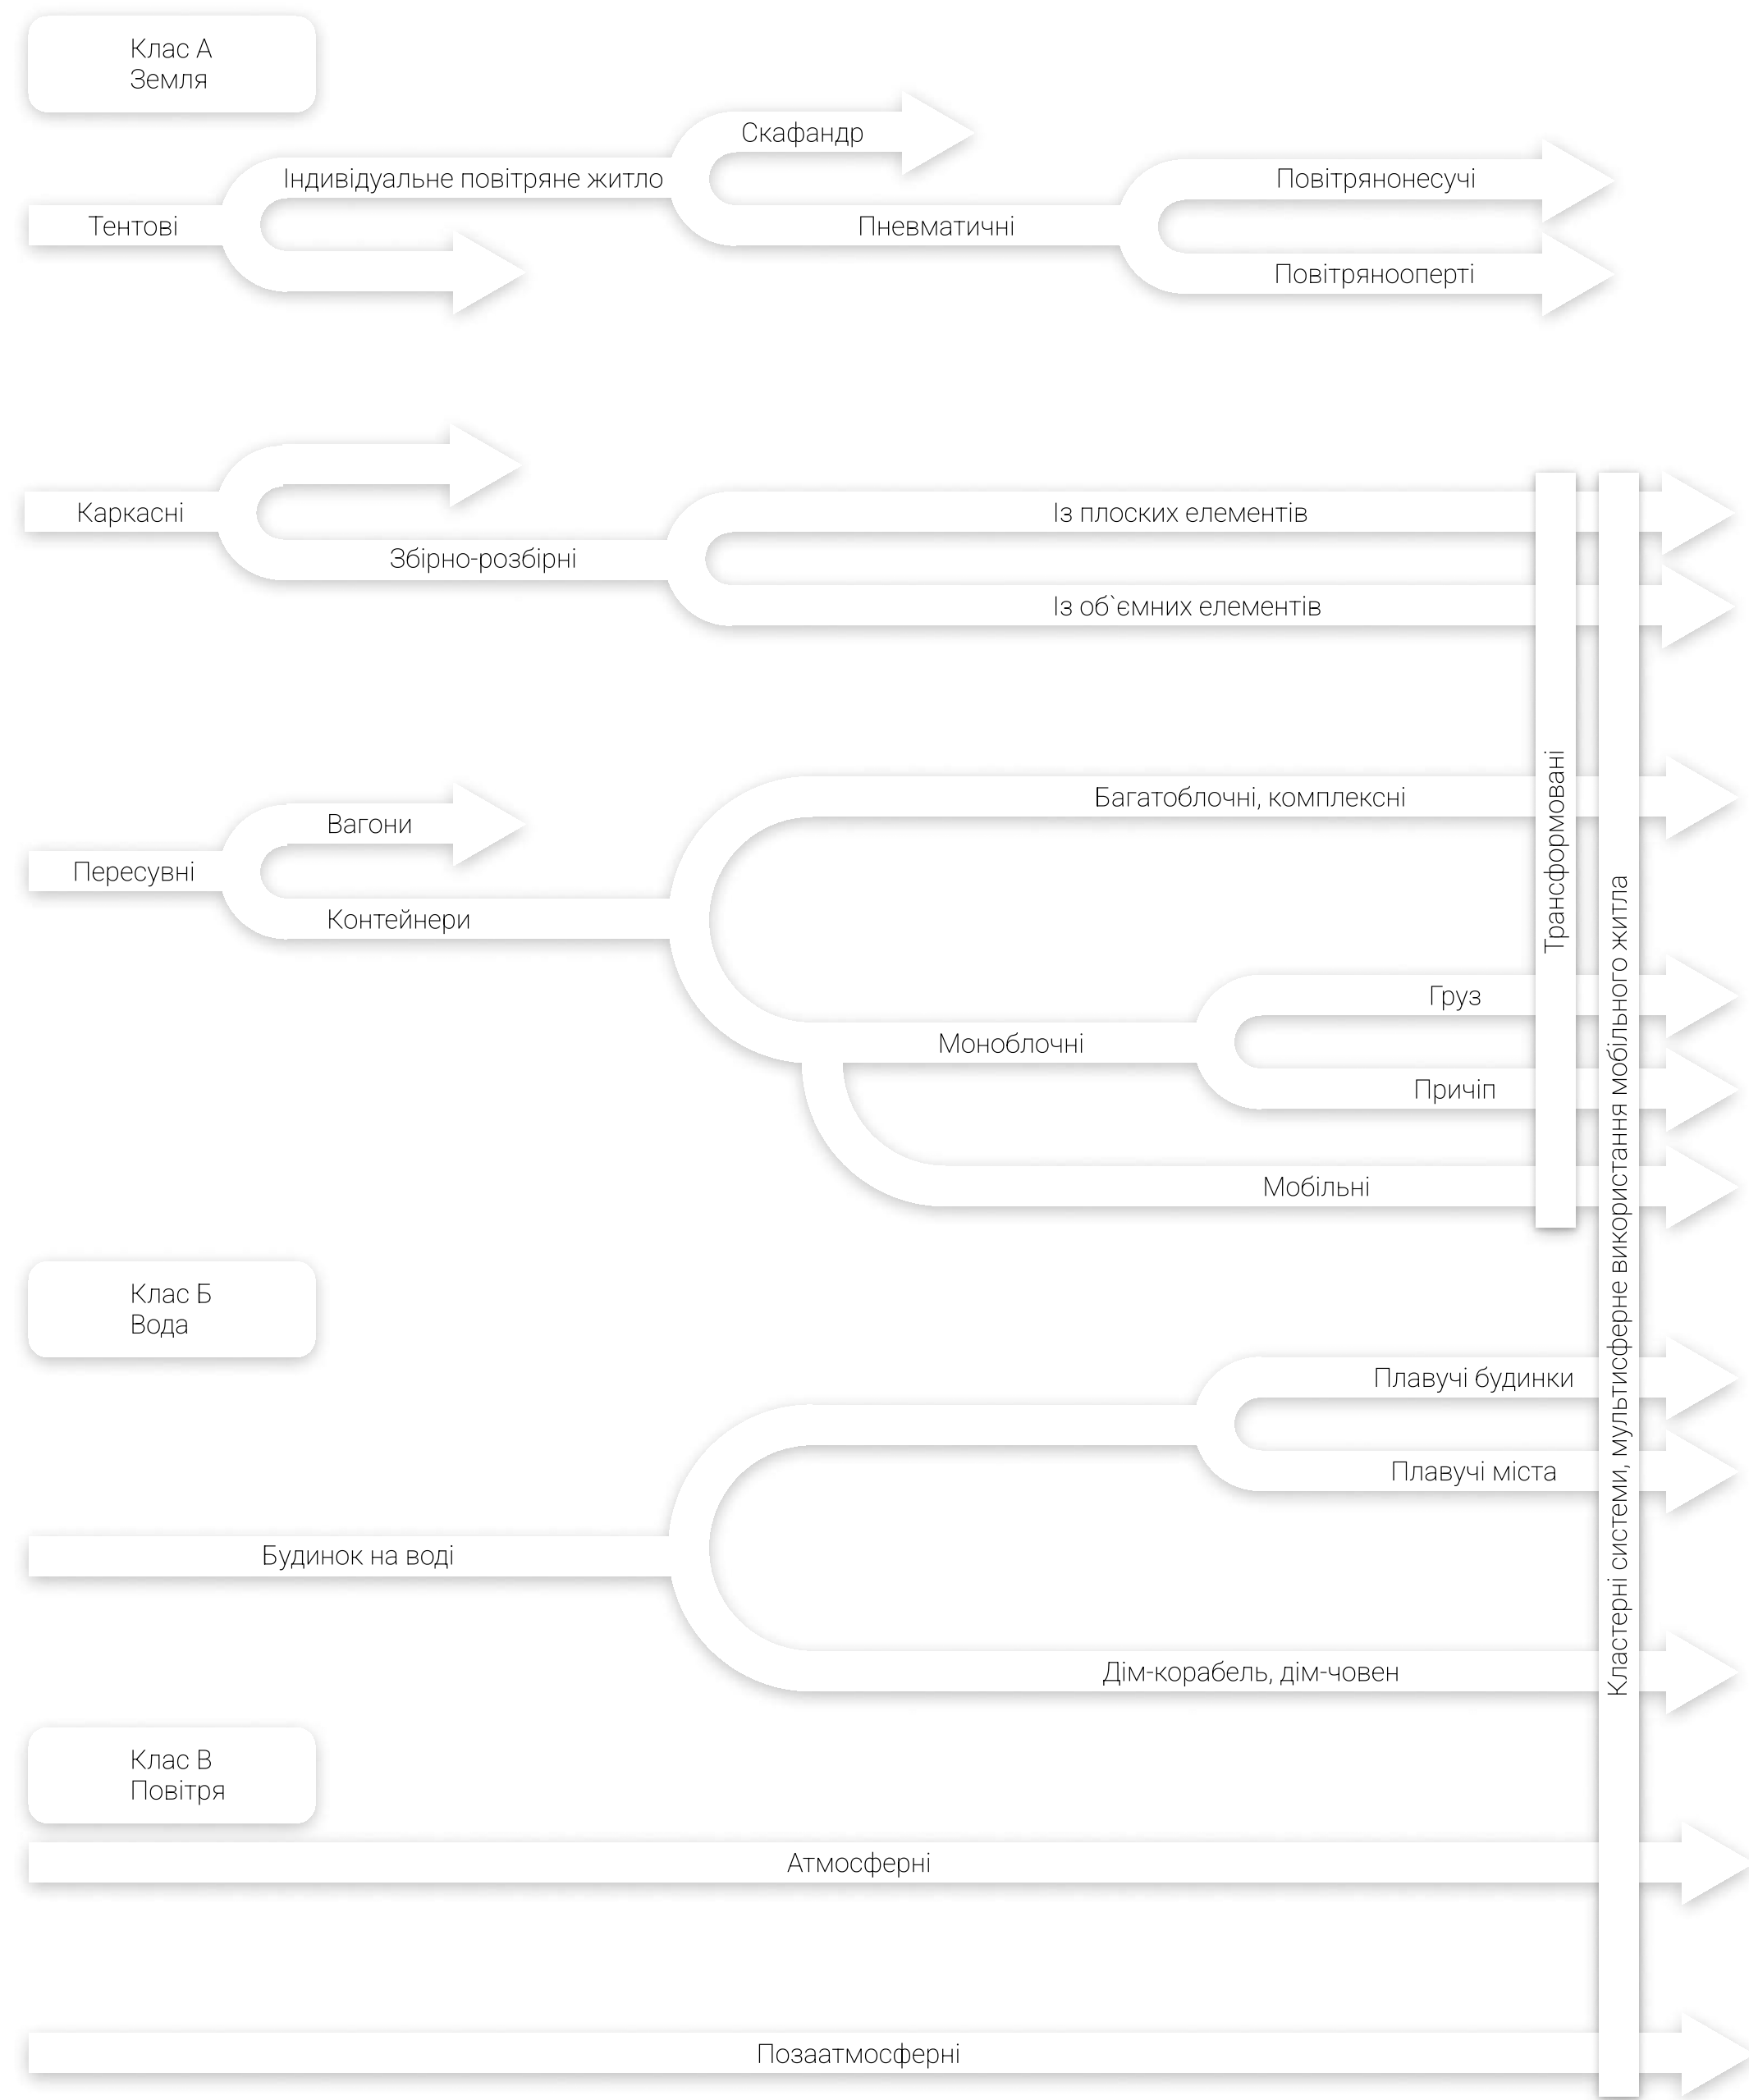 Клас А
Земля
Скафандр
Індивідуальне повітряне житло
Повітрянонесучі
Тентові
Пневматичні
Повітрянооперті
Каркасні
Із плоских елементів
Збірно-розбірні
Із об`ємних елементів
Трансформовані
Кластерні системи, мультисферне використання мобільного житла
Багатоблочні, комплексні
Вагони
Пересувні
Контейнери
Груз
Моноблочні
Причіп
Мобільні
Клас Б
Вода
Плавучі будинки
Плавучі міста
Будинок на воді
Дім-корабель, дім-човен
Клас В
Повітря
Атмосферні
Позаатмосферні